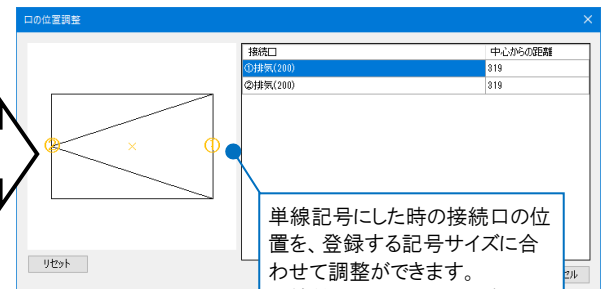 口の位置調整
接続口 中心からの距離
①排気(200) 319
②排気(200) 319
② ①
単線記号にした時の接続口の位
置を、登録する記号サイズに合
わせて調整ができます。
リセット
セル